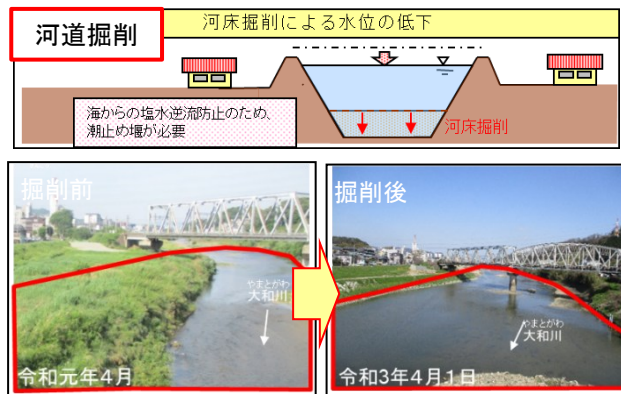 河道掘削
河床掘削による水位の低下
海からの塩水逆流防止のため、
潮止め堰が必要
河床掘削
掘削前
やまとがわ
大和川
令和元年4月
掘削後
やまとがわ
大和川
令和3年4月1日